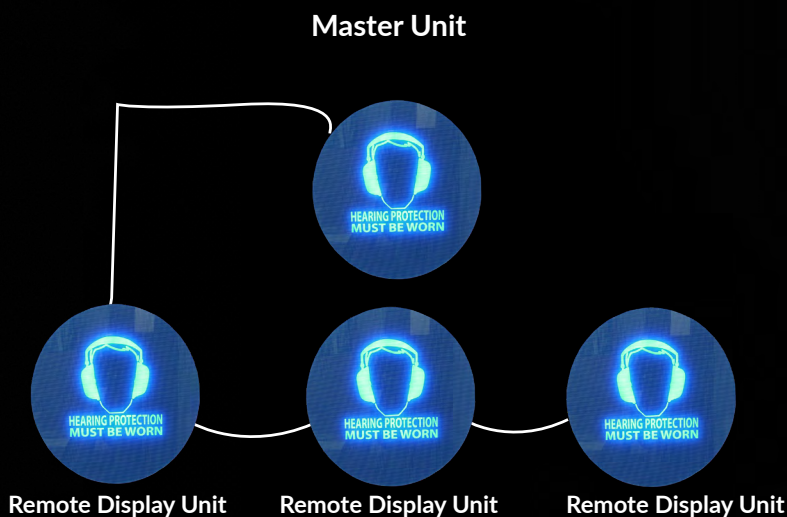 Master Unit
HEARING PROTECTION
MUST BE WORN
HEARING PROTECTION
MUST BE WORN
HEARING PROTECTION
MUST BE WORN
HEARING PROTECTION
MUST BE WORN
Remote Display Unit
Remote Display Unit
Remote Display Unit